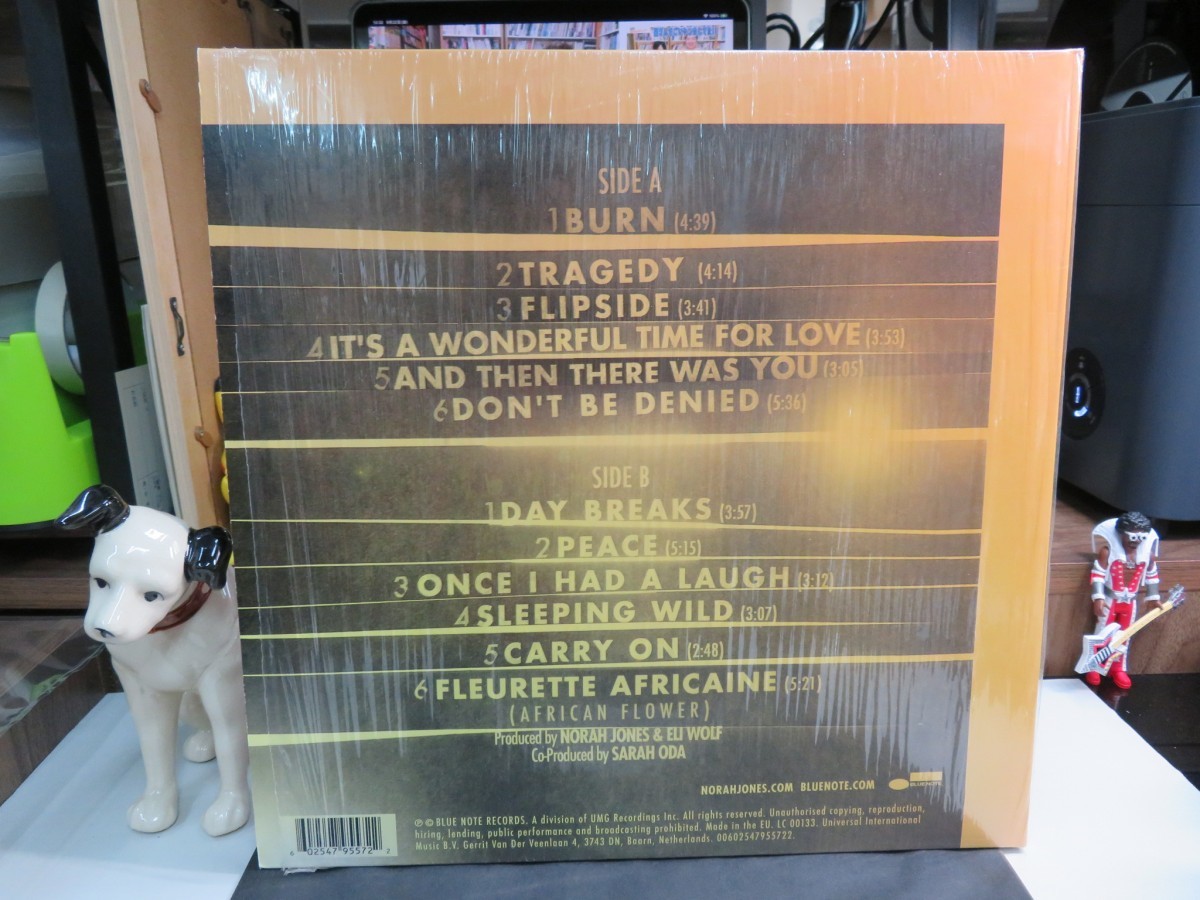 SIDE A
1 BURN (4:39)
2 TRAGEDY (4:14)
3 FLIPSIDE (3:41)
4 IT'S A WONDERFUL TIME FOR LOVE (3:53)
5 AND THEN THERE WAS YOU (3:05)
6 DON'T BE DENIED (5:36)
SIDE B
1 DAY BREAKS (3:57)
2 PEACE (5:15)
3 ONCE I HAD A LAUGH (3:12)
4 SLEEPING WILD (3:07)
5 CARRY ON (2:48)
6 FLEURETTE AFRICAINE (5:21)
(AFRICAN FLOWER)
Produced by NORAH JONES & ELI WOLF
Co-Produced by SARAH ODA
NORAHJONES.COM BLUENOTE.COM
BLUE NOTE
℗ © BLUE NOTE RECORDS. A division of UMG Recordings Inc. All rights reserved. Unauthorised copying, reproduction,
hiring, lending, public performance and broadcasting prohibited. Made in the EU. LC 00133. Universal International
Music B.V. Gerrit Van Der Veenlaan 4, 3743 DN, Baarn, Netherlands. 00602547955722.
6 02547 95572 2